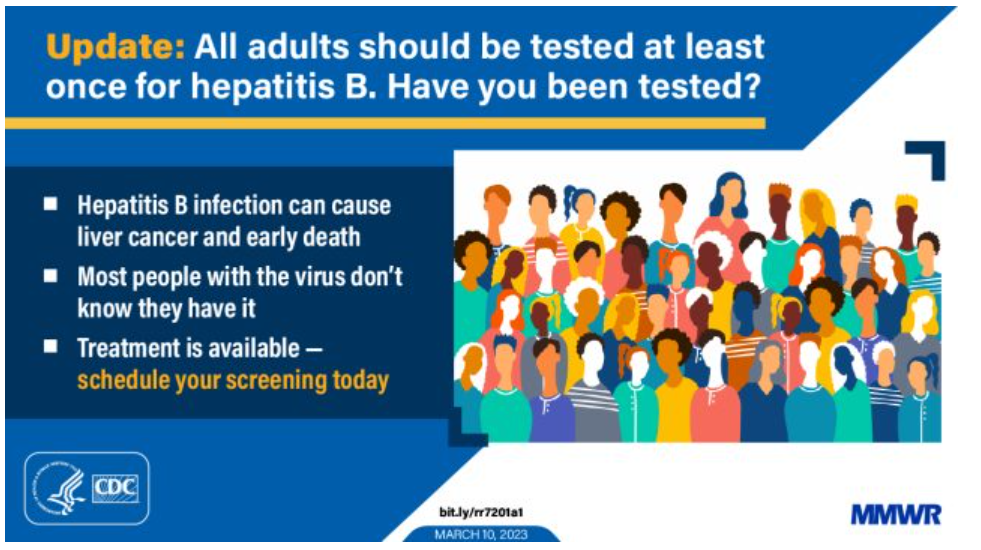 Update: All adults should be tested at least
once for hepatitis B. Have you been tested?
■ Hepatitis B infection can cause
liver cancer and early death
■ Most people with the virus don't
know they have it
■ Treatment is available —
schedule your screening today
CDC
bit.ly/rr7201a1
MARCH 10, 2023
MMWR